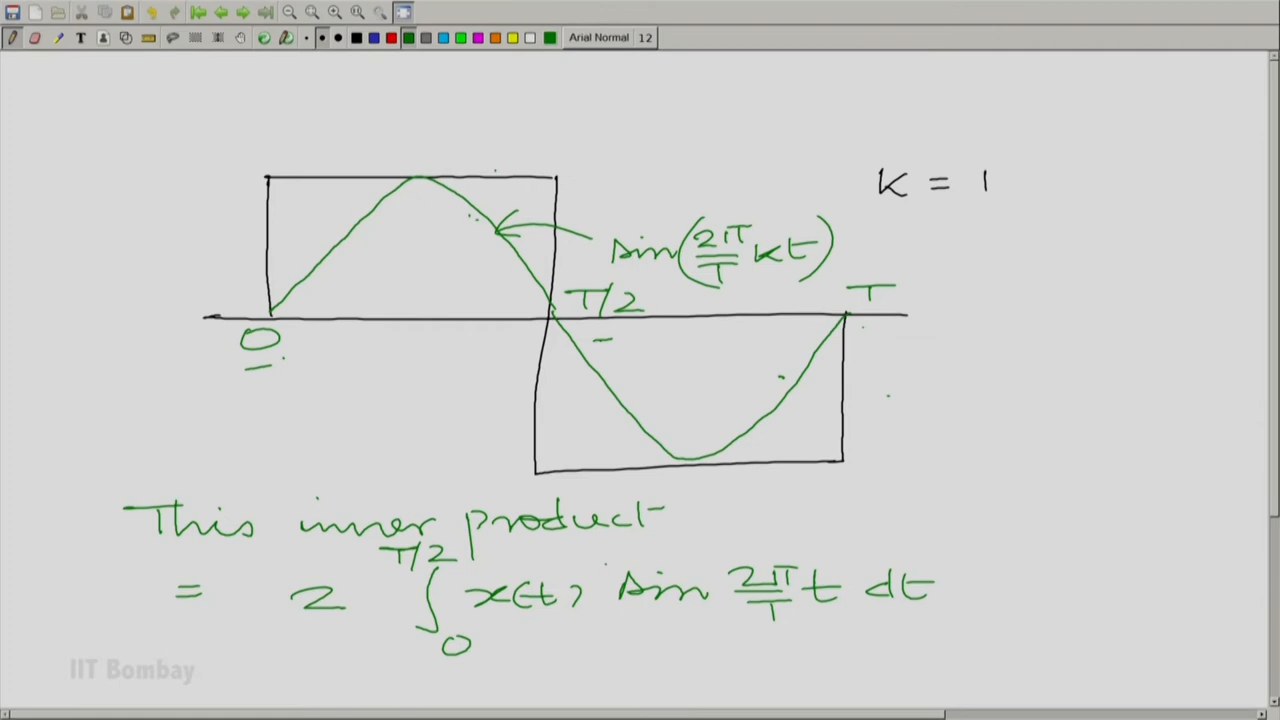 Arial Normal 12
K = 1
sin(2π/T kt)
T/2
T
0
This inner product
= 2 ∫₀^(T/2) x(t) sin 2π/T t dt
IIT Bombay